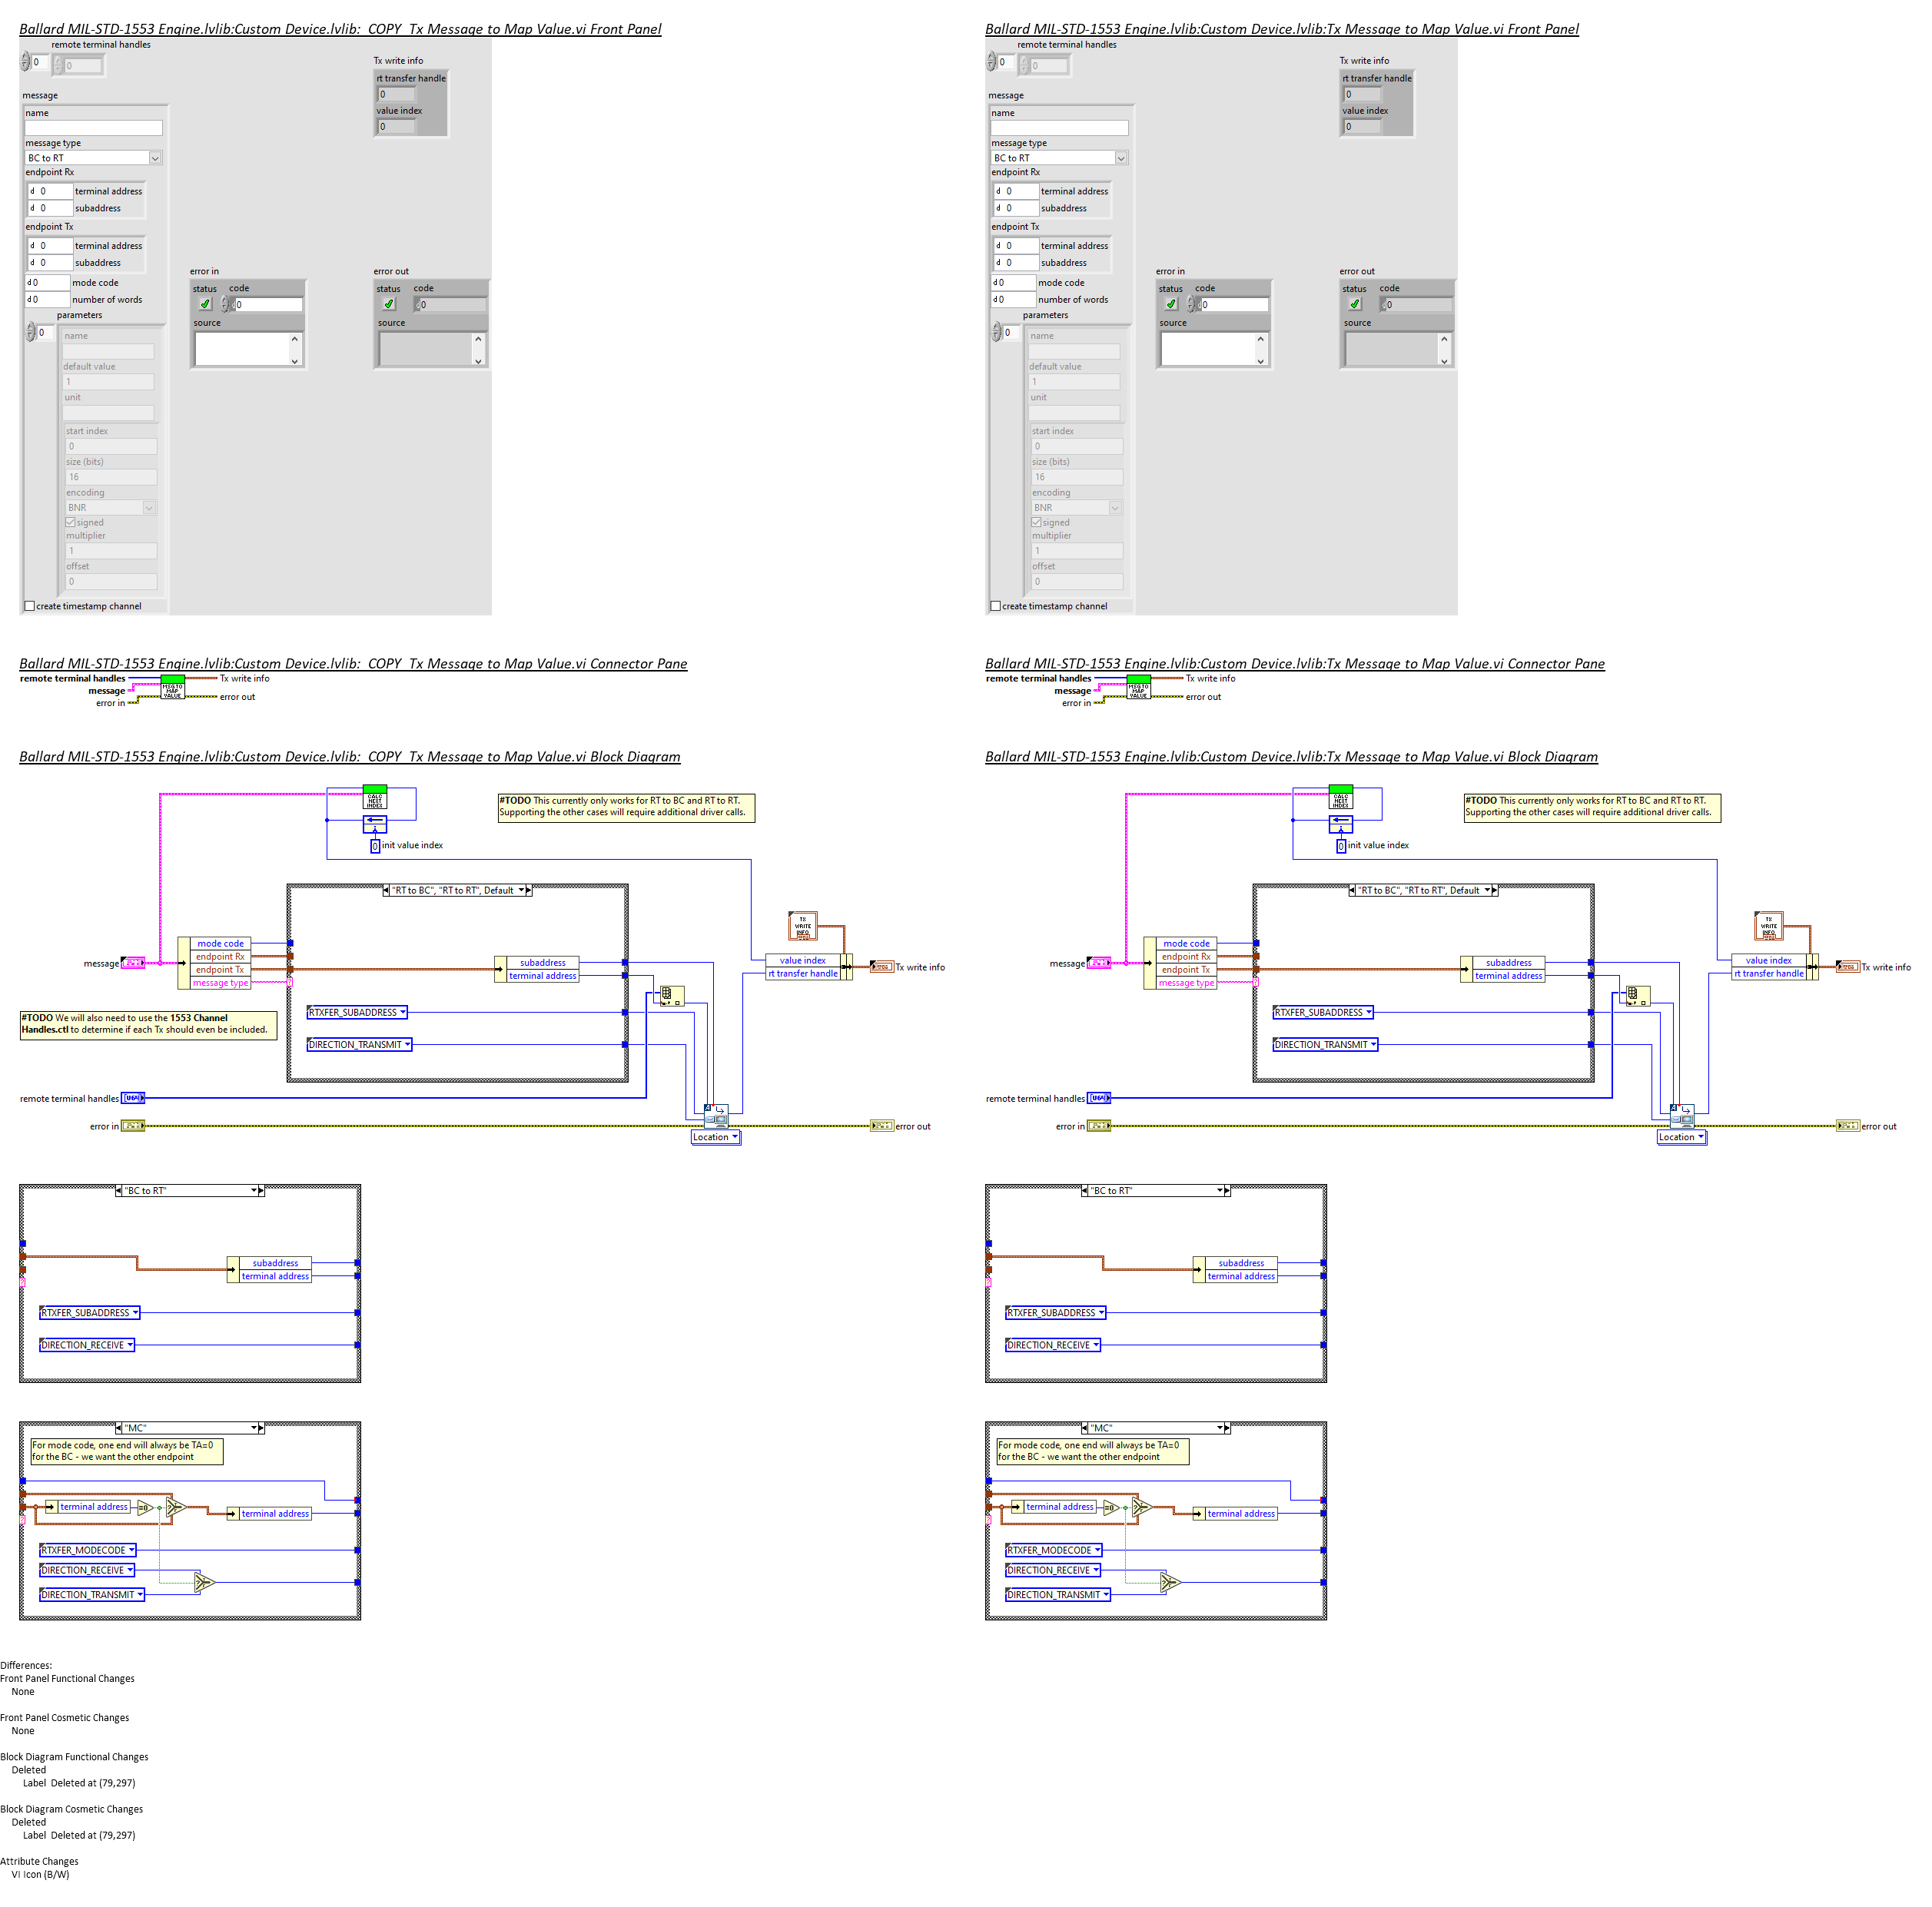 Ballard MIL-STD-1553 Engine.lvlib:Custom Device.lvlib:_COPY_Tx Message to Map Value.vi Front Panel
remote terminal handles
0
0
message
name
message type
BC to RT
endpoint Rx
d 0 terminal address
d 0 subaddress
endpoint Tx
d 0 terminal address
d 0 subaddress
d 0 mode code
d 0 number of words
parameters
0
name
default value
1
unit
start index
0
size (bits)
16
encoding
BNR
signed
multiplier
1
offset
0
create timestamp channel
Tx write info
rt transfer handle
0
value index
0
error in
status code
d 0
source
error out
status code
d 0
source
Ballard MIL-STD-1553 Engine.lvlib:Custom Device.lvlib:Tx Message to Map Value.vi Front Panel
remote terminal handles
0
0
message
name
message type
BC to RT
endpoint Rx
d 0 terminal address
d 0 subaddress
endpoint Tx
d 0 terminal address
d 0 subaddress
d 0 mode code
d 0 number of words
parameters
0
name
default value
1
unit
start index
0
size (bits)
16
encoding
BNR
signed
multiplier
1
offset
0
create timestamp channel
Tx write info
rt transfer handle
0
value index
0
error in
status code
d 0
source
error out
status code
d 0
source
Ballard MIL-STD-1553 Engine.lvlib:Custom Device.lvlib:_COPY_Tx Message to Map Value.vi Connector Pane
remote terminal handles
message
error in
MSG TO
MAP
VALUE
Tx write info
error out
Ballard MIL-STD-1553 Engine.lvlib:Custom Device.lvlib:Tx Message to Map Value.vi Connector Pane
remote terminal handles
message
error in
MSG TO
MAP
VALUE
Tx write info
error out
Ballard MIL-STD-1553 Engine.lvlib:Custom Device.lvlib:_COPY_Tx Message to Map Value.vi Block Diagram
CALC
NEXT
INDEX
0 init value index
#TODO This currently only works for RT to BC and RT to RT.
Supporting the other cases will require additional driver calls.
"RT to BC", "RT to RT", Default
message
mode code
endpoint Rx
endpoint Tx
message type
subaddress
terminal address
TX
WRITE
INFO
value index
rt transfer handle
Tx write info
#TODO We will also need to use the 1553 Channel
Handles.ctl to determine if each Tx should even be included.
RTXFER_SUBADDRESS
DIRECTION_TRANSMIT
remote terminal handles
U64
error in
Location
error out
"BC to RT"
subaddress
terminal address
RTXFER_SUBADDRESS
DIRECTION_RECEIVE
"MC"
For mode code, one end will always be TA=0
for the BC - we want the other endpoint
terminal address
=0
?
terminal address
RTXFER_MODECODE
DIRECTION_RECEIVE
DIRECTION_TRANSMIT
?
Ballard MIL-STD-1553 Engine.lvlib:Custom Device.lvlib:Tx Message to Map Value.vi Block Diagram
CALC
NEXT
INDEX
0 init value index
#TODO This currently only works for RT to BC and RT to RT.
Supporting the other cases will require additional driver calls.
"RT to BC", "RT to RT", Default
message
mode code
endpoint Rx
endpoint Tx
message type
subaddress
terminal address
TX
WRITE
INFO
value index
rt transfer handle
Tx write info
RTXFER_SUBADDRESS
DIRECTION_TRANSMIT
remote terminal handles
U64
error in
Location
error out
"BC to RT"
subaddress
terminal address
RTXFER_SUBADDRESS
DIRECTION_RECEIVE
"MC"
For mode code, one end will always be TA=0
for the BC - we want the other endpoint
terminal address
=0
?
terminal address
RTXFER_MODECODE
DIRECTION_RECEIVE
DIRECTION_TRANSMIT
?
Differences:
Front Panel Functional Changes
None
Front Panel Cosmetic Changes
None
Block Diagram Functional Changes
Deleted
Label Deleted at (79,297)
Block Diagram Cosmetic Changes
Deleted
Label Deleted at (79,297)
Attribute Changes
VI Icon (B/W)